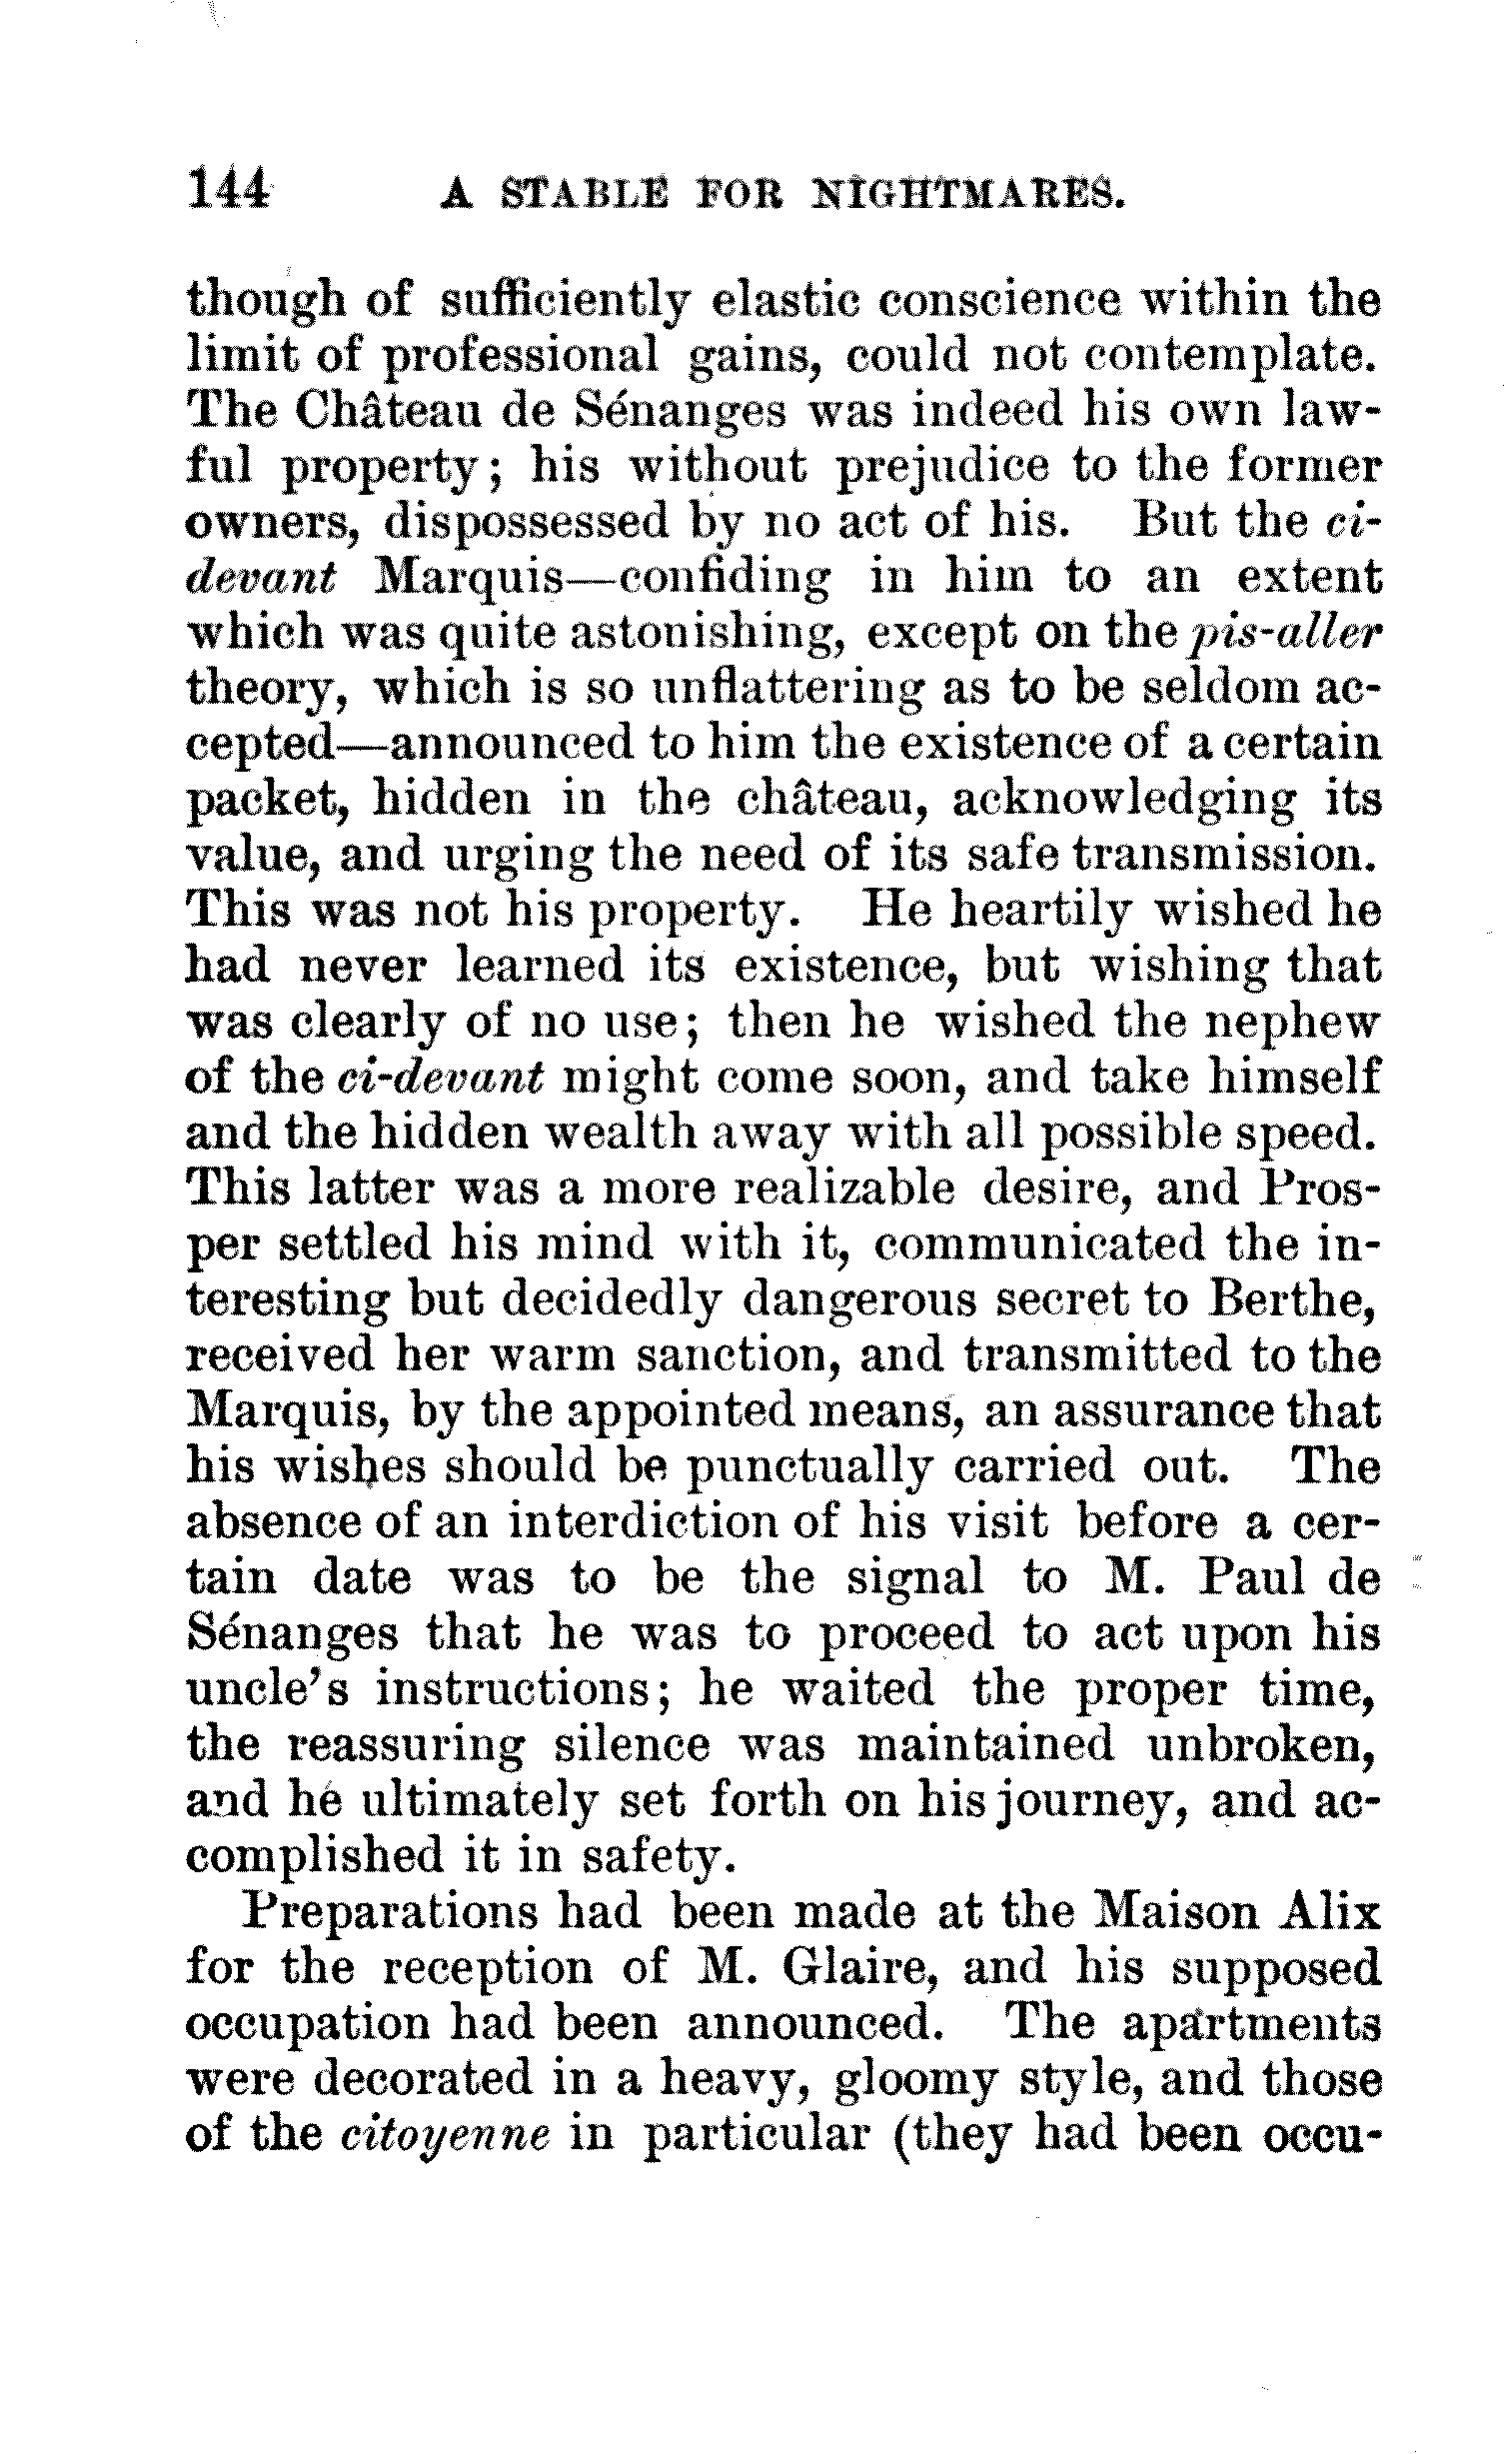 144 A STABLE FOR NIGHTMARES.
though of sufficiently elastic conscience within the
limit of professional gains, could not contemplate.
The Château de Sénanges was indeed his own law-
ful property; his without prejudice to the former
owners, dispossessed by no act of his. But the ci-
devant Marquis—confiding in him to an extent
which was quite astonishing, except on the pis-aller
theory, which is so unflattering as to be seldom ac-
cepted—announced to him the existence of a certain
packet, hidden in the château, acknowledging its
value, and urging the need of its safe transmission.
This was not his property. He heartily wished he
had never learned its existence, but wishing that
was clearly of no use; then he wished the nephew
of the ci-devant might come soon, and take himself
and the hidden wealth away with all possible speed.
This latter was a more realizable desire, and Pros-
per settled his mind with it, communicated the in-
teresting but decidedly dangerous secret to Berthe,
received her warm sanction, and transmitted to the
Marquis, by the appointed means, an assurance that
his wishes should be punctually carried out. The
absence of an interdiction of his visit before a cer-
tain date was to be the signal to M. Paul de
Sénanges that he was to proceed to act upon his
uncle's instructions; he waited the proper time,
the reassuring silence was maintained unbroken,
and he ultimately set forth on his journey, and ac-
complished it in safety.
Preparations had been made at the Maison Alix
for the reception of M. Glaire, and his supposed
occupation had been announced. The apartments
were decorated in a heavy, gloomy style, and those
of the citoyenne in particular (they had been occu-